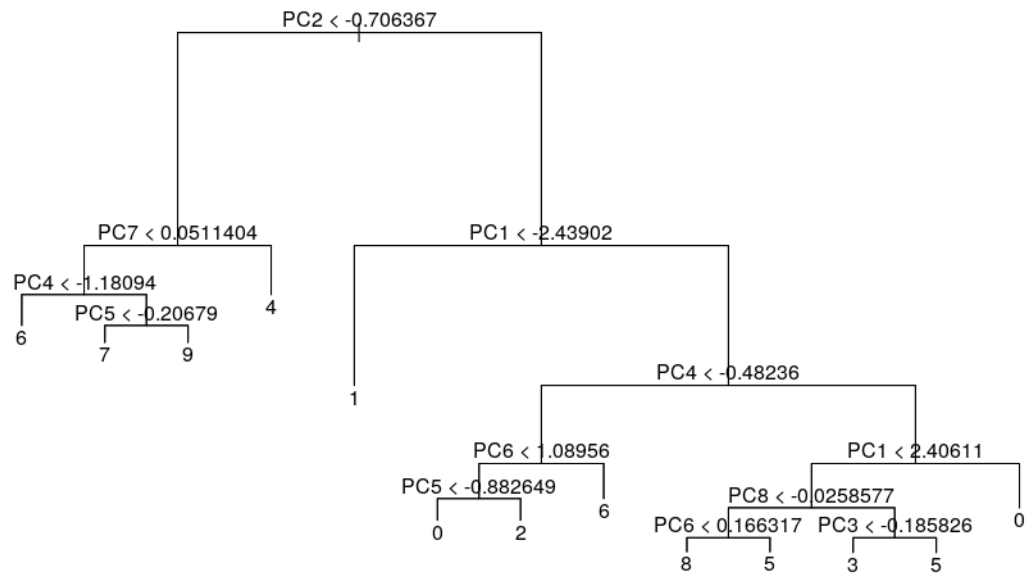 PC2 < -0.706367
PC7 < 0.0511404
PC1 < -2.43902
PC4 < -1.18094
4
PC5 < -0.20679
6
7
9
PC4 < -0.48236
1
PC6 < 1.08956
PC1 < 2.40611
PC5 < -0.882649
6
PC8 < -0.0258577
0
0
2
PC6 < 0.166317
PC3 < -0.185826
8
5
3
5